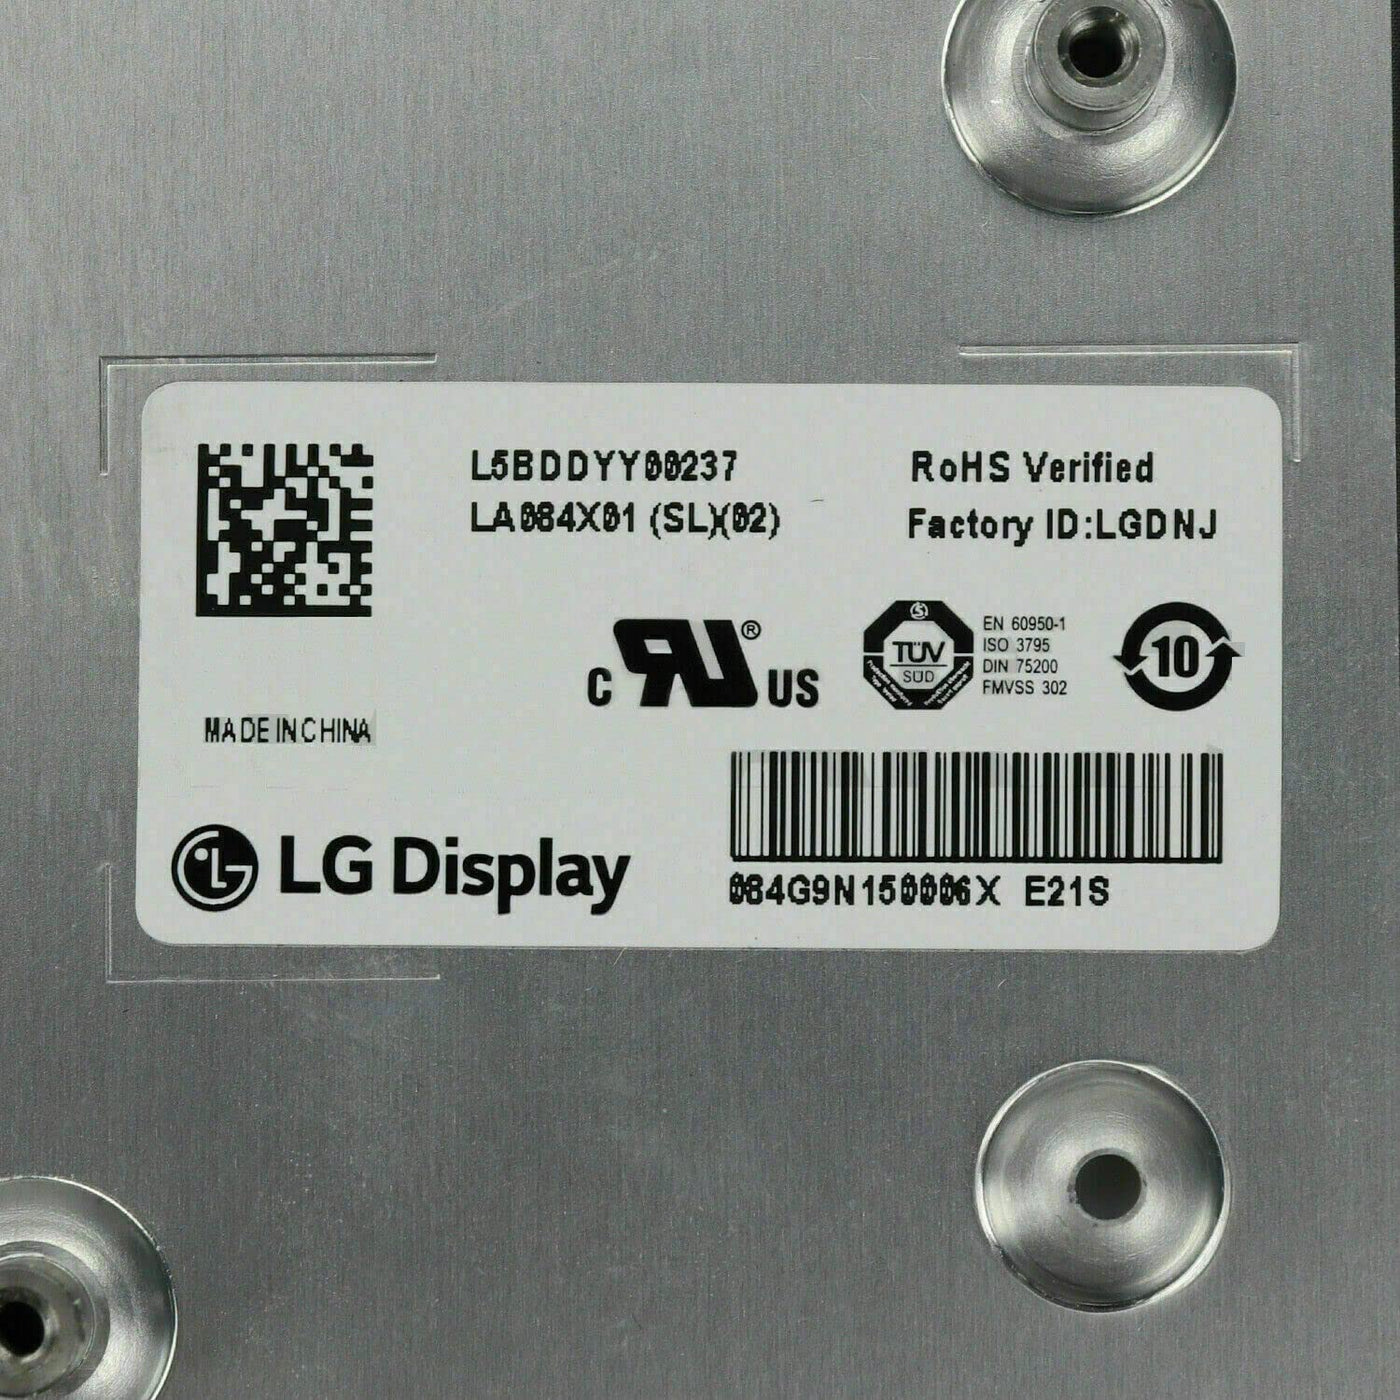 L5BDDYY00237
LA084X01 (SL)(02)
RoHS Verified
Factory ID:LGDNJ
C RU® US
TÜV
SÜD
EN 60950-1
ISO 3795
DIN 75200
FMVSS 302
10
MADE IN CHINA
LG Display
084G9N150006X E21S